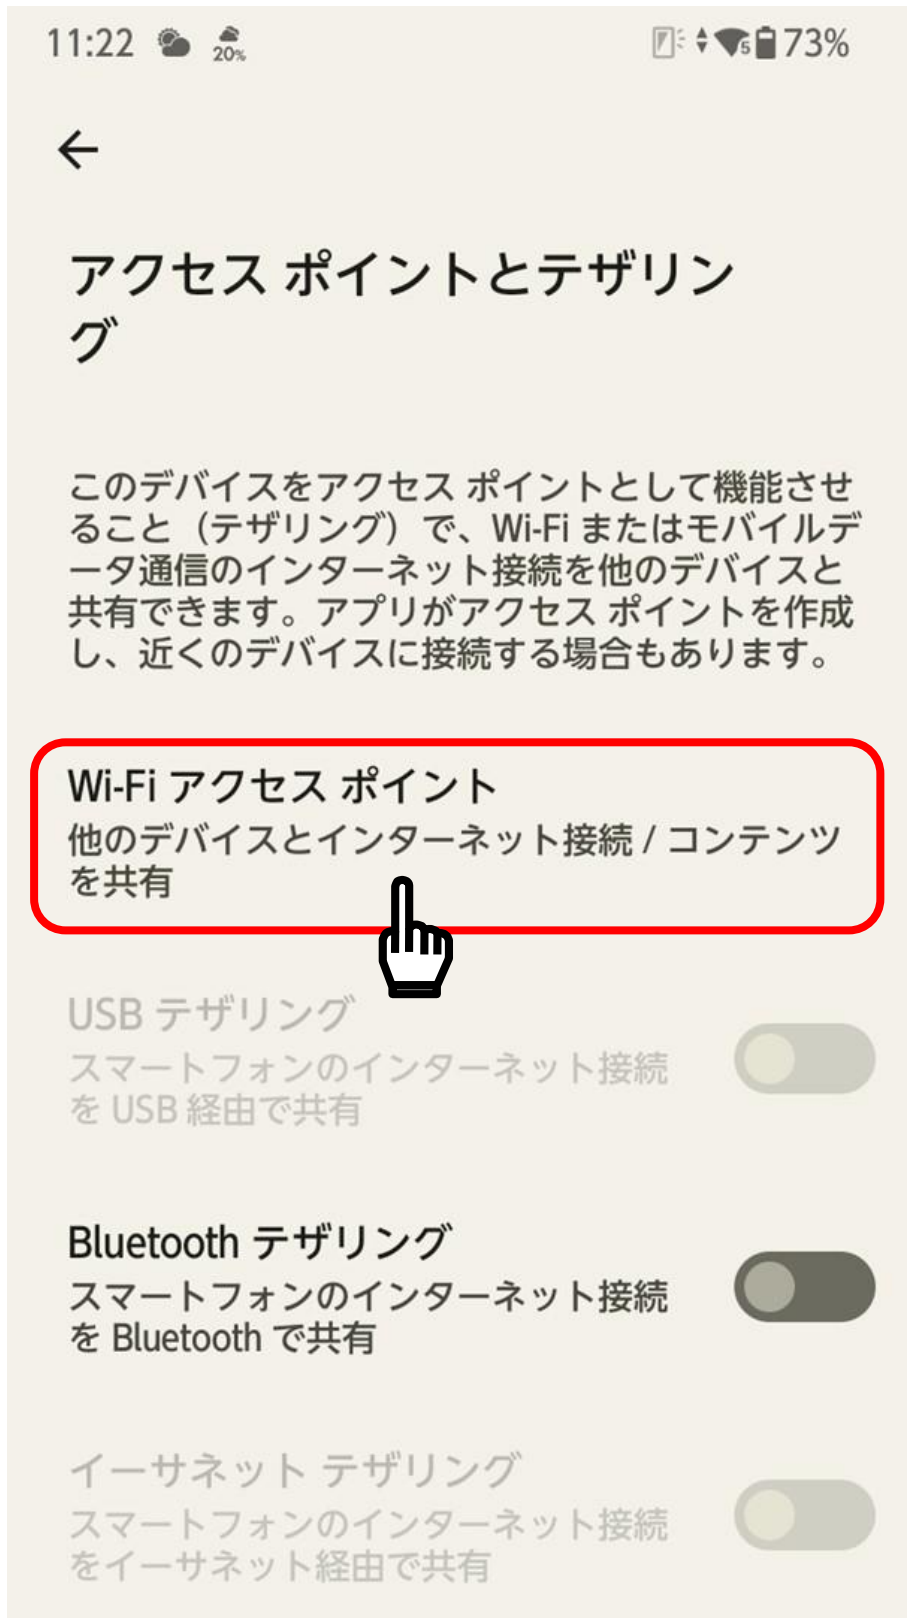 11:22 20% 5 73%
アクセス ポイントとテザリン
グ
このデバイスをアクセス ポイントとして機能させ
ること（テザリング）で、Wi-Fi またはモバイルデ
ータ通信のインターネット接続を他のデバイスと
共有できます。アプリがアクセス ポイントを作成
し、近くのデバイスに接続する場合もあります。
Wi-Fi アクセス ポイント
他のデバイスとインターネット接続 / コンテンツ
を共有
USB テザリング
スマートフォンのインターネット接続
を USB 経由で共有
Bluetooth テザリング
スマートフォンのインターネット接続
を Bluetooth で共有
イーサネット テザリング
スマートフォンのインターネット接続
をイーサネット経由で共有